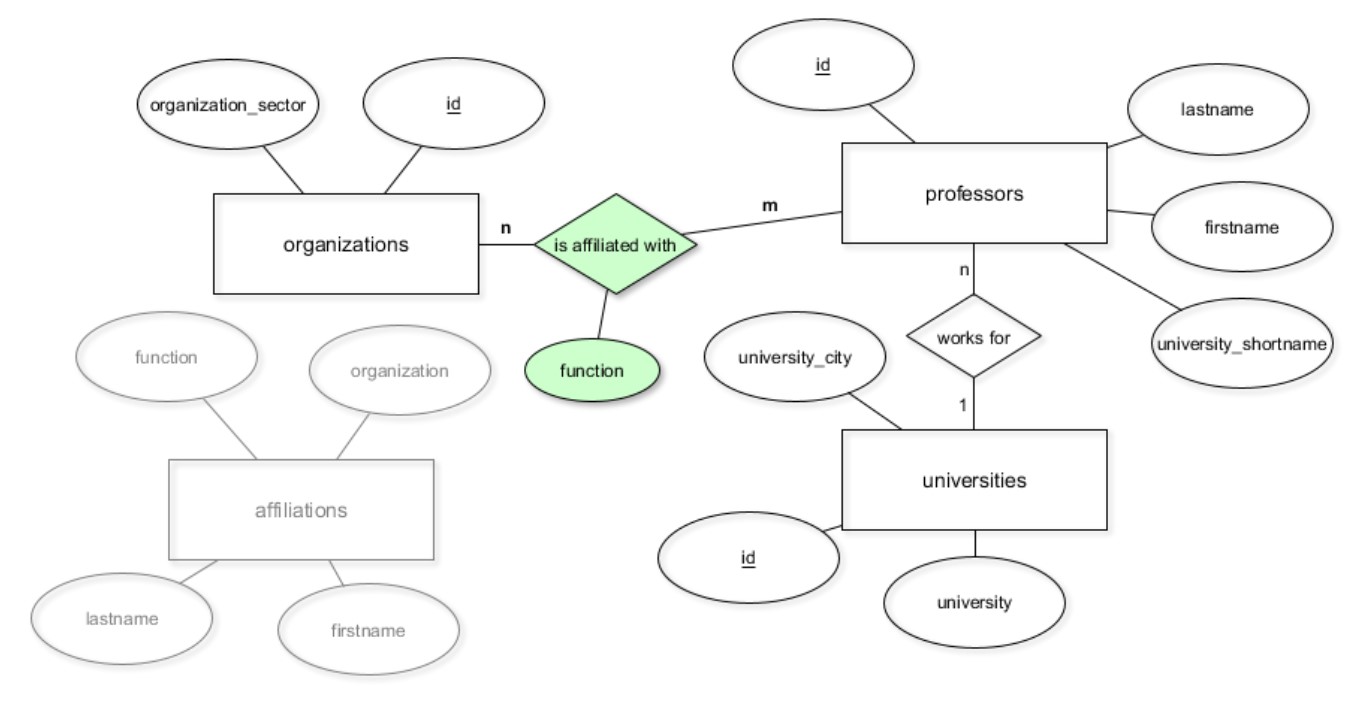 id
organization_sector
id
lastname
professors
m
n
firstname
organizations
is affiliated with
n
function
organization
function
university_city
works for
university_shortname
1
affiliations
universities
id
university
lastname
firstname